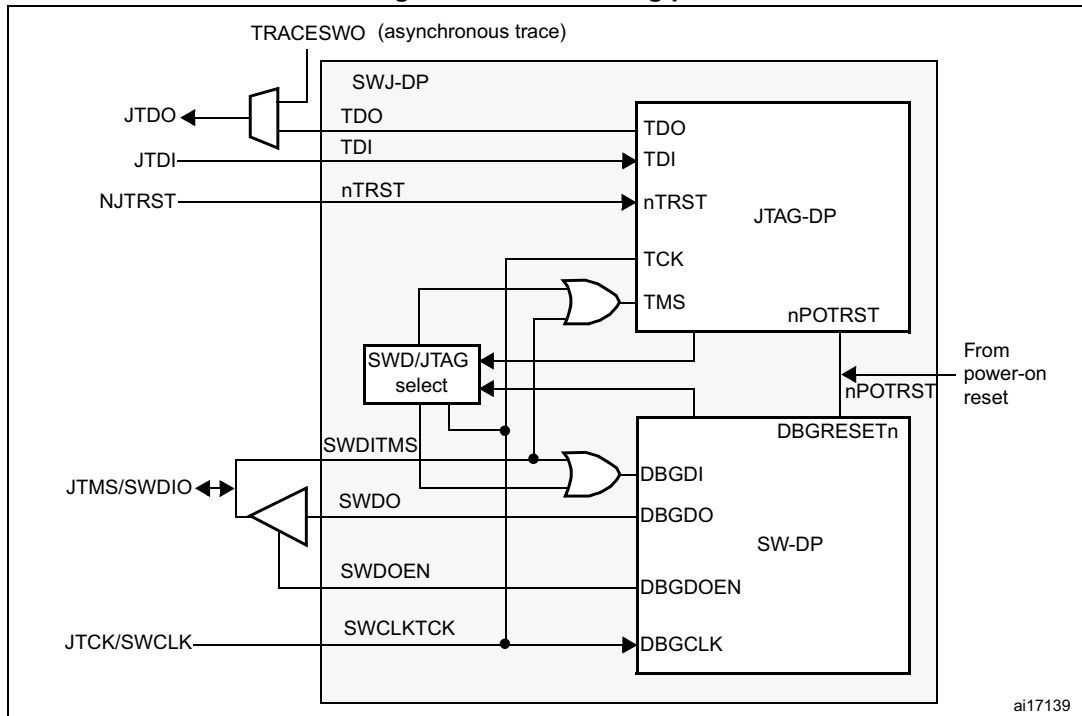 TRACESWO (asynchronous trace)
SWJ-DP
JTDO
TDO
TDO
JTDI
TDI
TDI
NJTRST
nTRST
nTRST
JTAG-DP
TCK
TMS
nPOTRST
SWD/JTAG
select
From
power-on
reset
nPOTRST
DBGRESETn
SWDITMS
DBGDI
JTMS/SWDIO
SWDO
DBGDO
SW-DP
SWDOEN
DBGDOEN
JTCK/SWCLK
SWCLKTCK
DBGCLK
ai17139